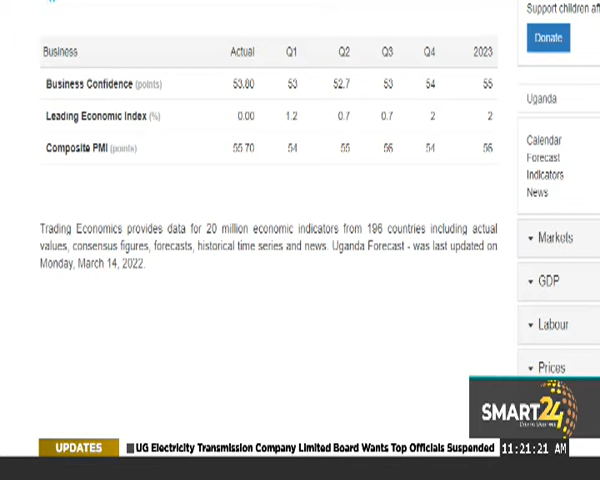 Support children af
Donate
Business Actual Q1 Q2 Q3 Q4 2023
Business Confidence (points) 53.80 53 52.7 53 54 55
Leading Economic Index (%) 0.00 1.2 0.7 0.7 2 2
Composite PMI (points) 55.70 54 55 56 54 56
Uganda
Calendar
Forecast
Indicators
News
Trading Economics provides data for 20 million economic indicators from 196 countries including actual
values, consensus figures, forecasts, historical time series and news. Uganda Forecast - was last updated on
Monday, March 14, 2022.
Markets
GDP
Labour
Prices
SMART24
UPDATES UG Electricity Transmission Company Limited Board Wants Top Officials Suspended 11:21:21 AM